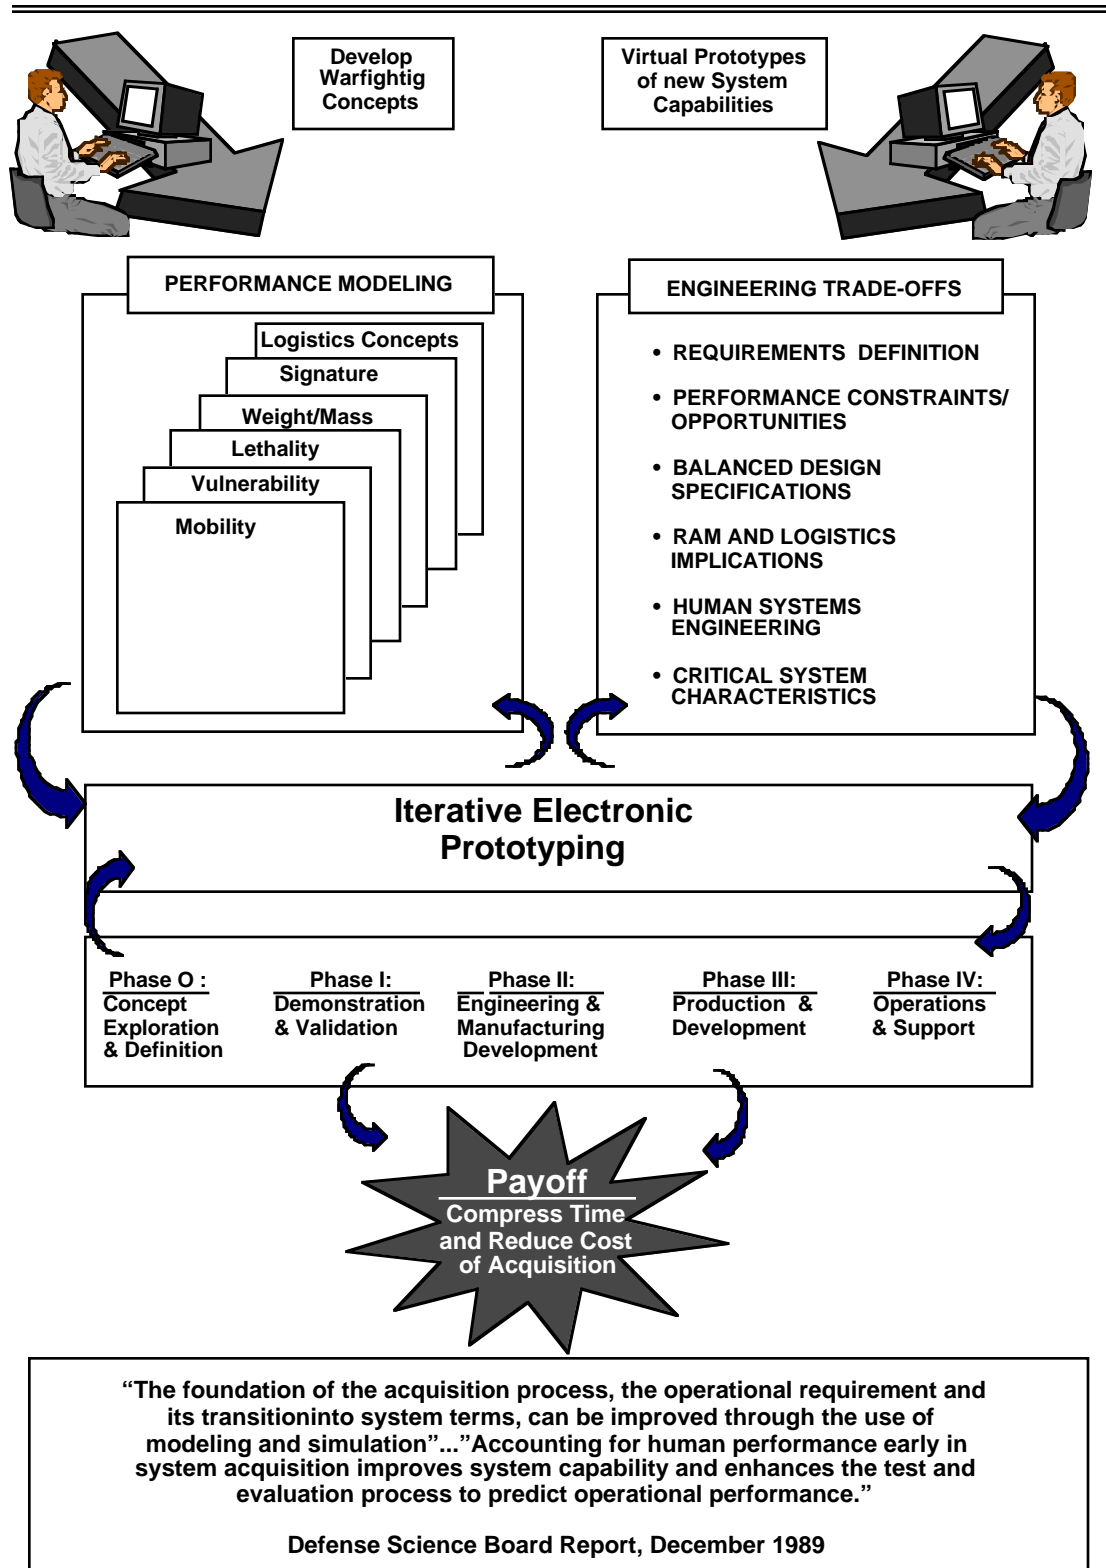 Develop
Warfightig
Concepts
Virtual Prototypes
of new System
Capabilities
PERFORMANCE MODELING
Logistics Concepts
Signature
Weight/Mass
Lethality
Vulnerability
Mobility
ENGINEERING TRADE-OFFS
• REQUIREMENTS DEFINITION
• PERFORMANCE CONSTRAINTS/
OPPORTUNITIES
• BALANCED DESIGN
SPECIFICATIONS
• RAM AND LOGISTICS
IMPLICATIONS
• HUMAN SYSTEMS
ENGINEERING
• CRITICAL SYSTEM
CHARACTERISTICS
Iterative Electronic
Prototyping
Phase O :
Concept
Exploration
& Definition
Phase I:
Demonstration
& Validation
Phase II:
Engineering &
Manufacturing
Development
Phase III:
Production &
Development
Phase IV:
Operations
& Support
Payoff
Compress Time
and Reduce Cost
of Acquisition
“The foundation of the acquisition process, the operational requirement and
its transitioninto system terms, can be improved through the use of
modeling and simulation”...”Accounting for human performance early in
system acquisition improves system capability and enhances the test and
evaluation process to predict operational performance.”
Defense Science Board Report, December 1989